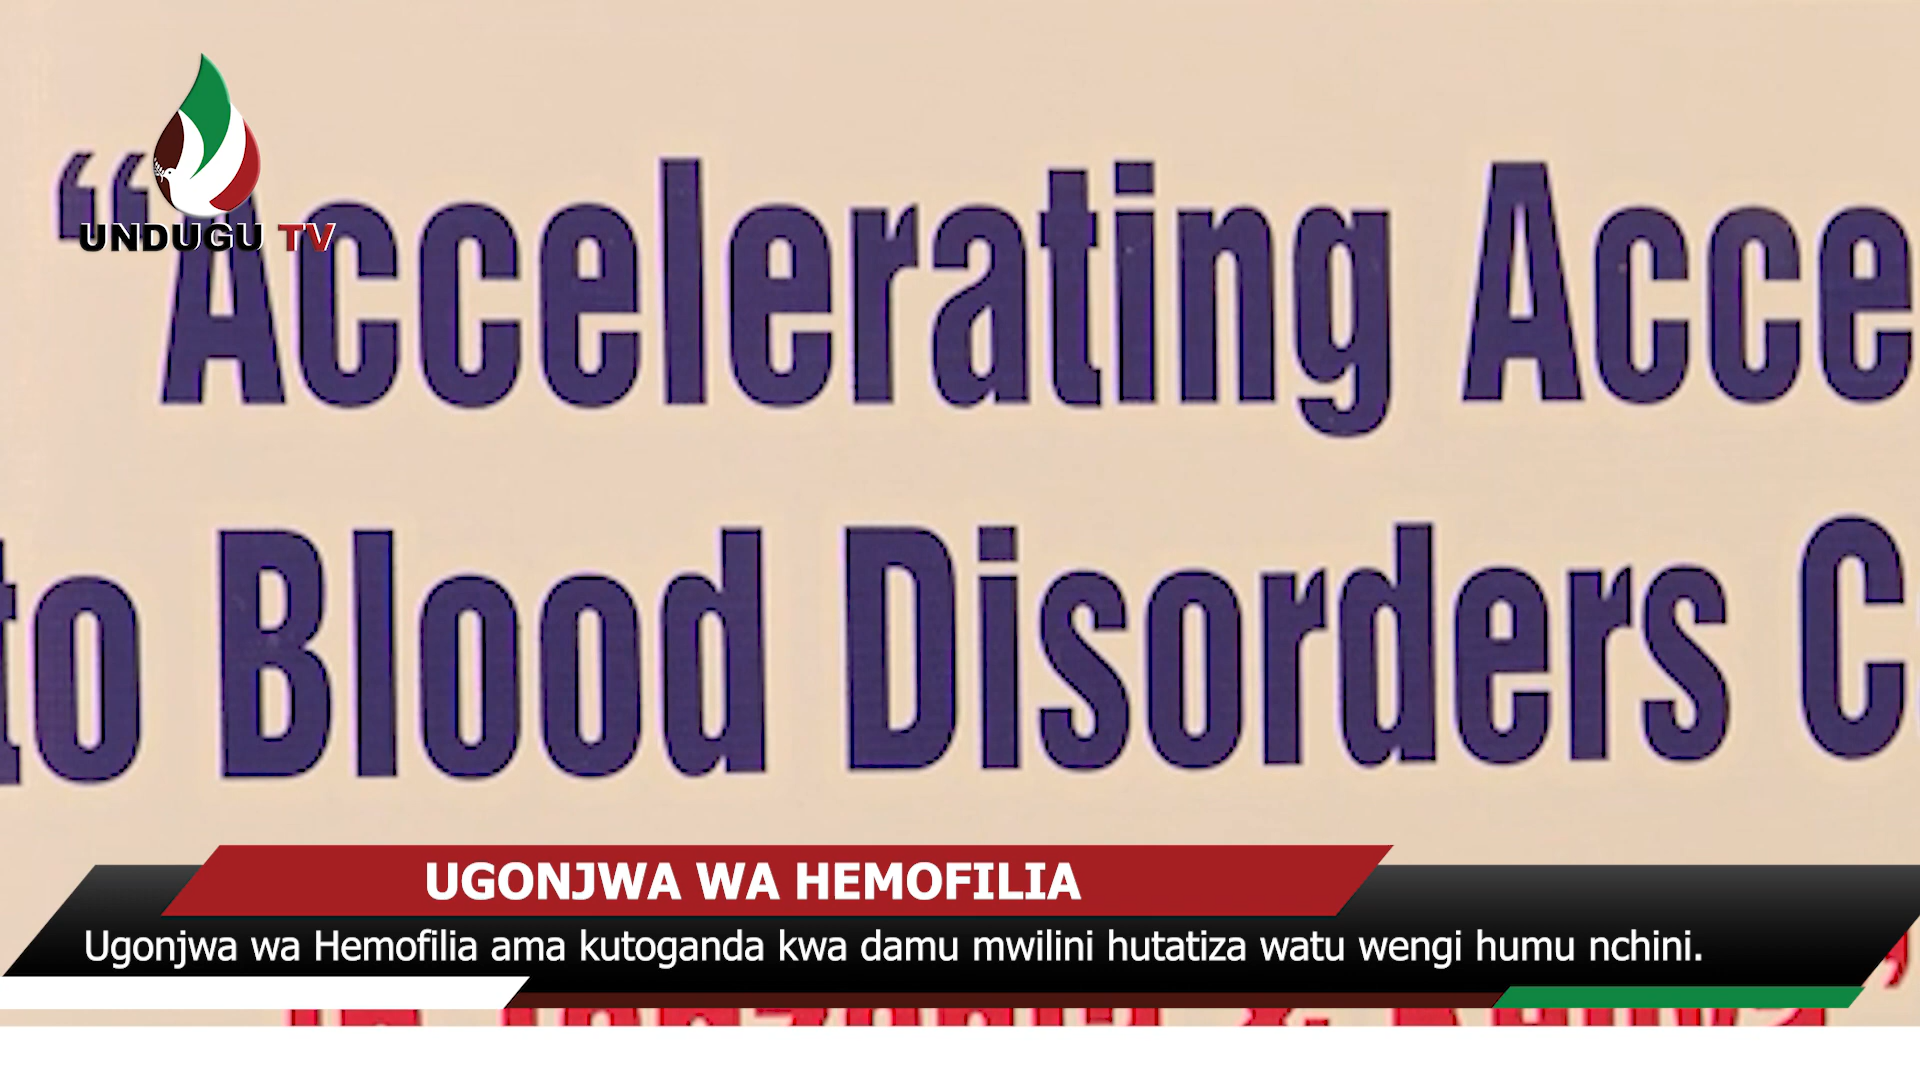 “Accelerating Acce
to Blood Disorders C
UNDUGU TV
UGONJWA WA HEMOFILIA
Ugonjwa wa Hemofilia ama kutoganda kwa damu mwilini hutatiza watu wengi humu nchini.